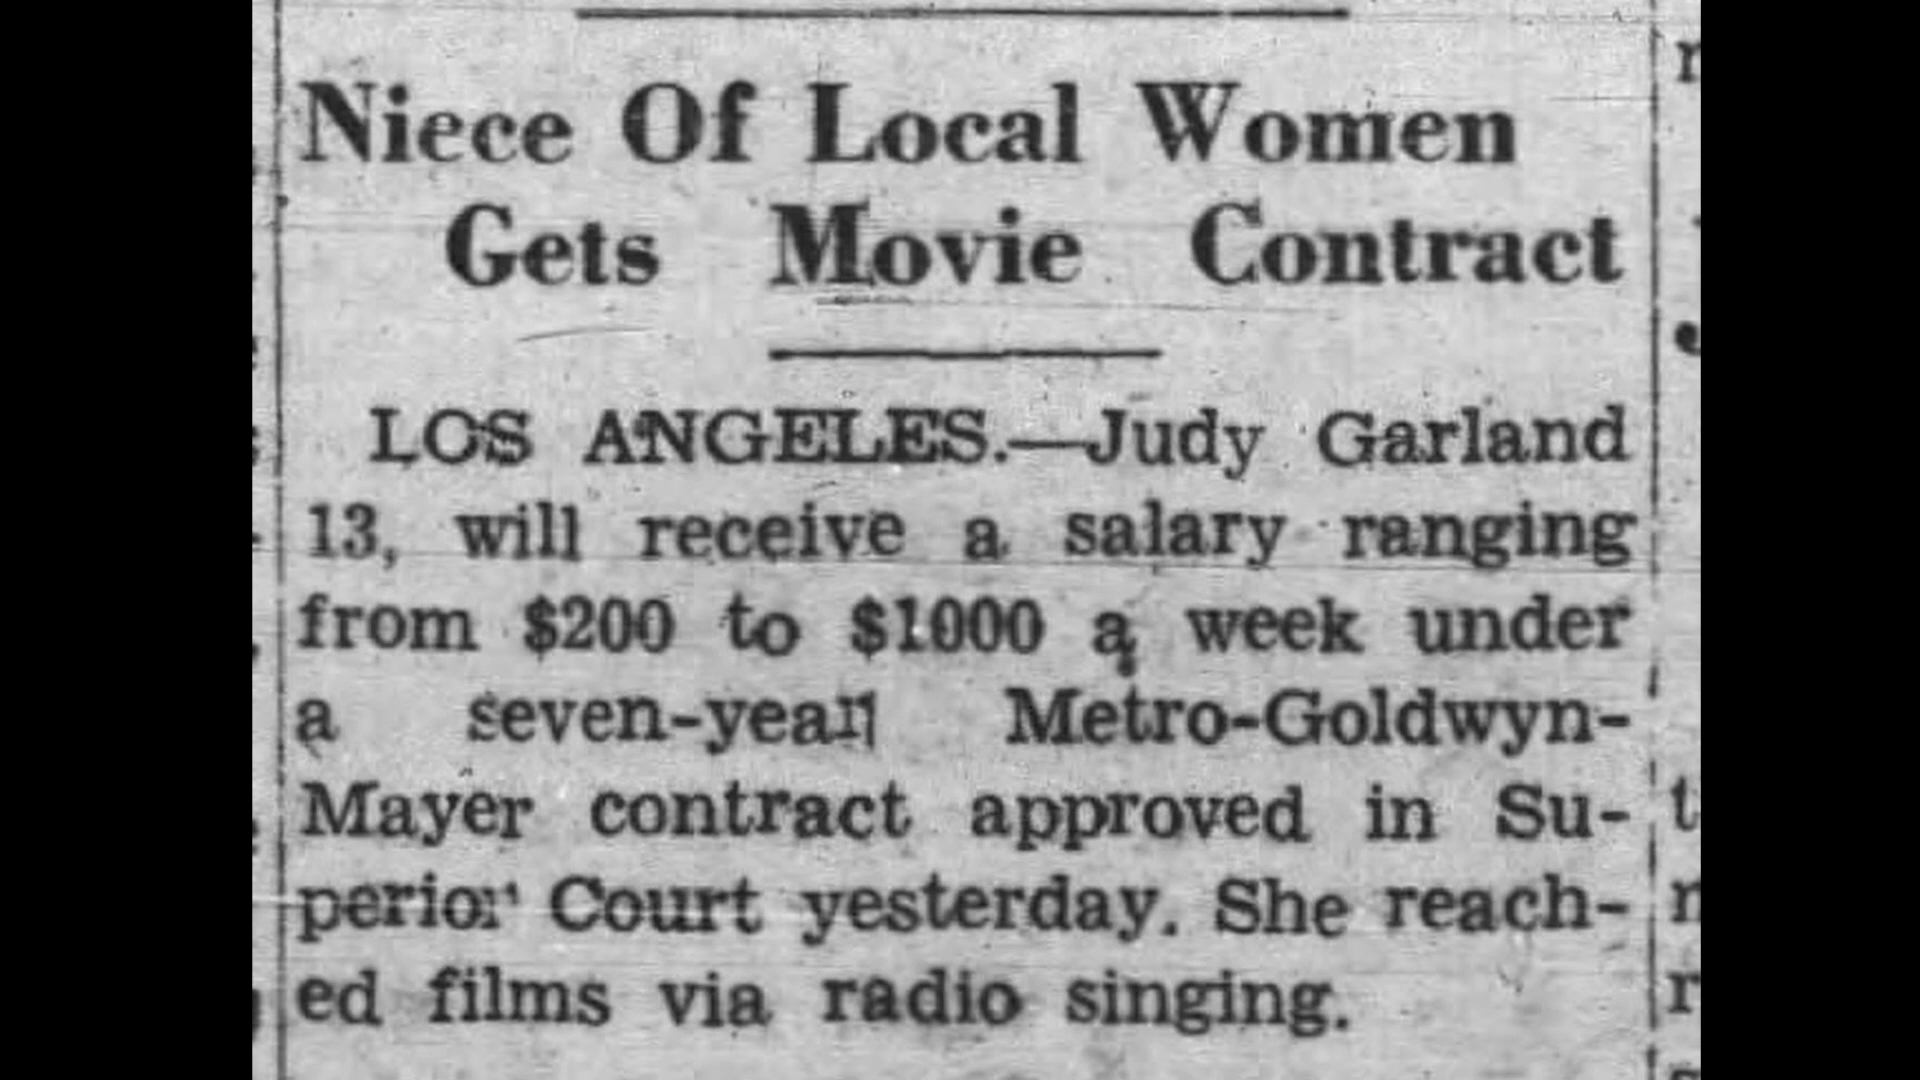 Niece Of Local Women
Gets Movie Contract
LOS ANGELES.—Judy Garland
13, will receive a salary ranging
from $200 to $1000 a week under
a seven-year Metro-Goldwyn-
Mayer contract approved in Su-
perior Court yesterday. She reach-
ed films via radio singing.